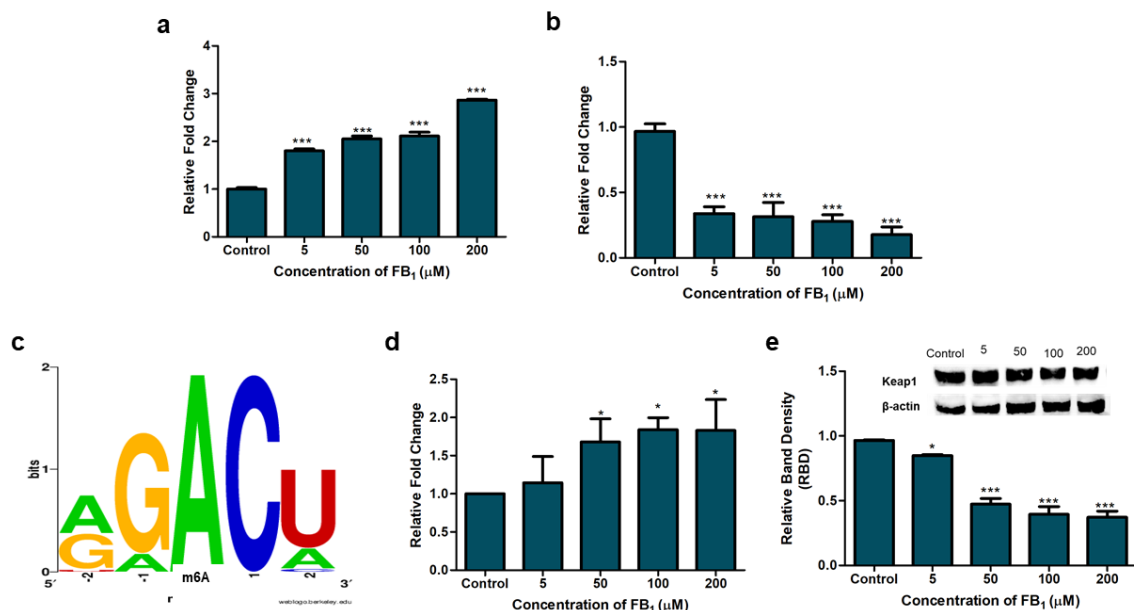 a
Relative Fold Change
4
3
2
1
0
*** *** *** ***
Control 5 50 100 200
Concentration of FB₁ (μM)
b
Relative Fold Change
1.5
1.0
0.5
0.0
*** *** *** ***
Control 5 50 100 200
Concentration of FB₁ (μM)
c
bits
2
1
0
A G G A A C U A
5′ -2 -1 m6A 1 2 3′
r
weblogo.berkeley.edu
d
Relative Fold Change
2.5
2.0
1.5
1.0
0.5
0.0
* * *
Control 5 50 100 200
Concentration of FB₁ (μM)
e
Control 5 50 100 200
Keap1
β-actin
Relative Band Density
(RBD)
1.5
1.0
0.5
0.0
* *** *** ***
Control 5 50 100 200
Concentration of FB₁ (μM)